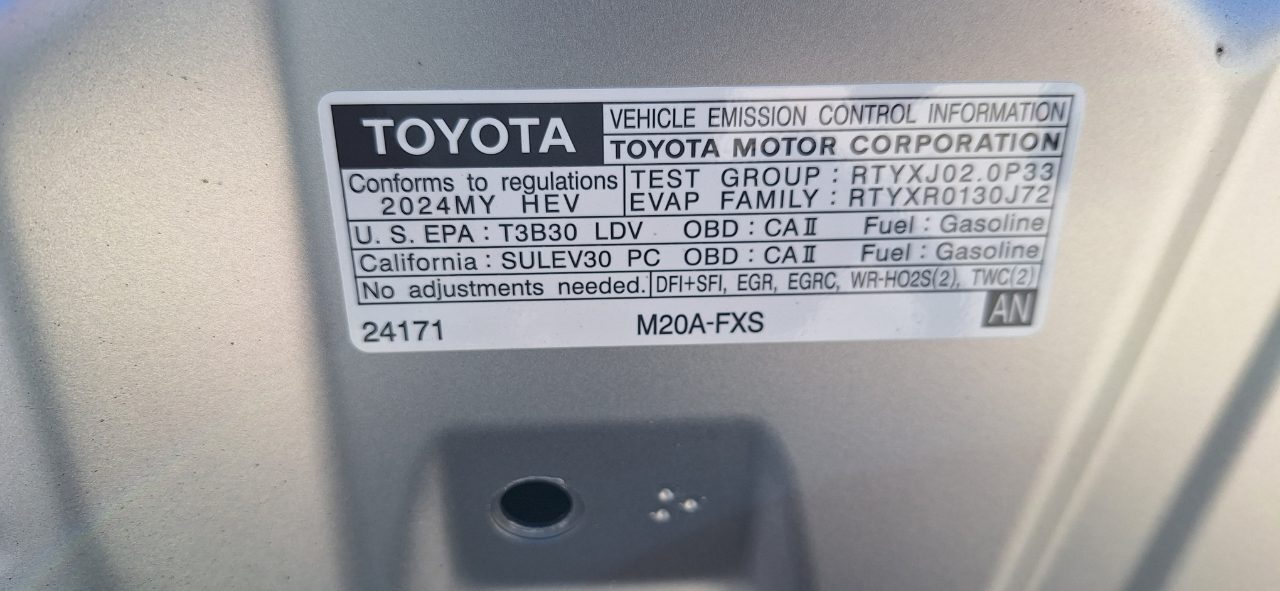 TOYOTA
VEHICLE EMISSION CONTROL INFORMATION
TOYOTA MOTOR CORPORATION
Conforms to regulations
2024MY HEV
TEST GROUP : RTYXJ02.0P33
EVAP FAMILY : RTYXR0130J72
U. S. EPA : T3B30 LDV OBD : CAⅡ Fuel : Gasoline
California : SULEV30 PC OBD : CAⅡ Fuel : Gasoline
No adjustments needed. DFI+SFI, EGR, EGRC, WR-HO2S(2), TWC(2)
24171 M20A-FXS AN